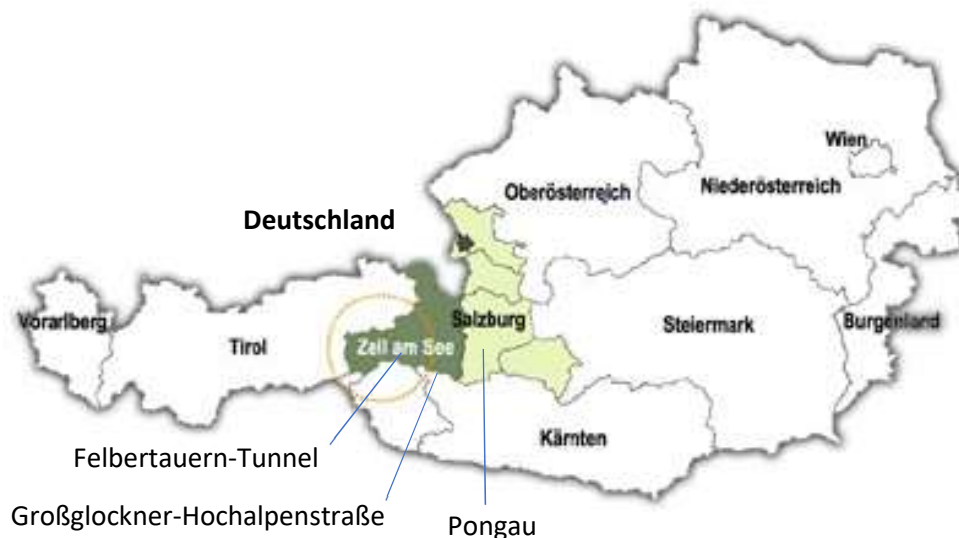 Wien
Oberösterreich
Niederösterreich
Deutschland
Vorarlberg
Tirol
Zell am See
Salzburg
Steiermark
Burgenland
Kärnten
Felbertauern-Tunnel
Großglockner-Hochalpenstraße
Pongau